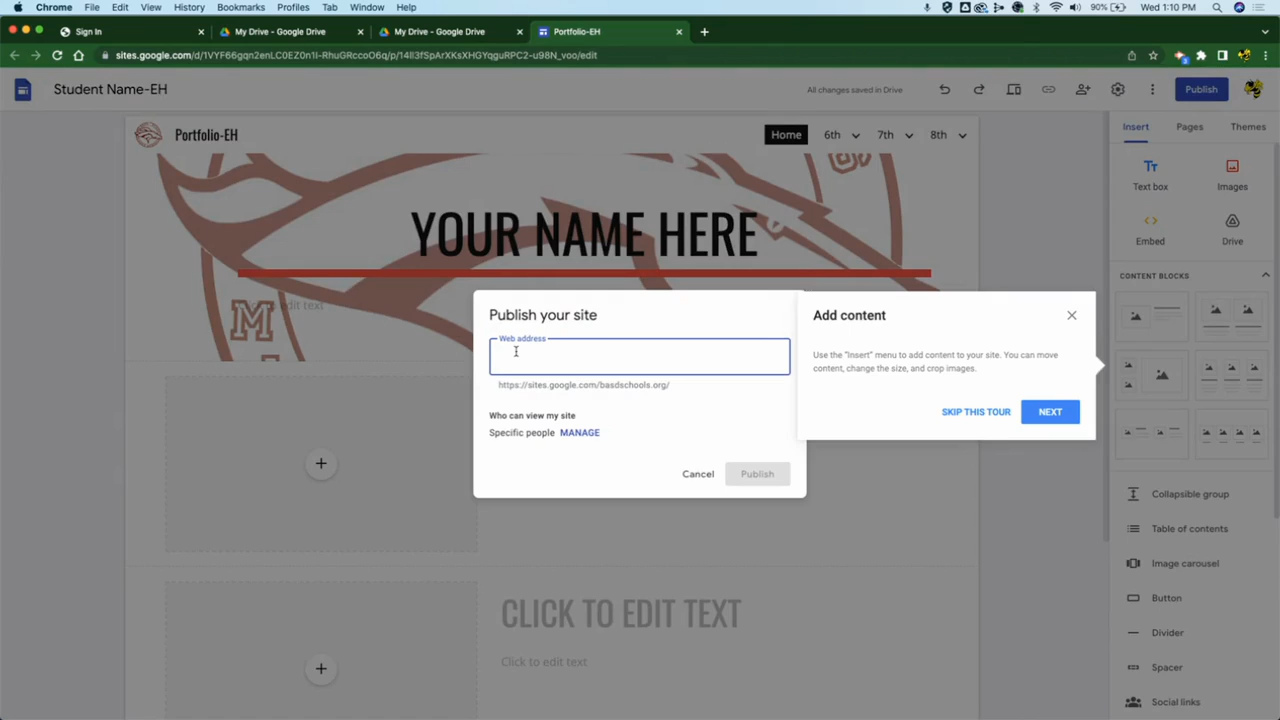 Chrome File Edit View History Bookmarks Profiles Tab Window Help 90% Wed 1:10 PM
Sign In My Drive - Google Drive My Drive - Google Drive Portfolio-EH
Student Name-EH All changes saved in Drive Publish
Portfolio-EH Home 6th 7th 8th
Insert Pages Themes
Text box Images
Embed Drive
YOUR NAME HERE
Click to edit text
M
CONTENT BLOCKS
Publish your site
Web address
https://sites.google.com/basdschools.org/
Who can view my site
Specific people MANAGE
Cancel Publish
Add content
Use the "Insert" menu to add content to your site. You can move
content, change the size, and crop images.
SKIP THIS TOUR NEXT
Collapsible group
Table of contents
Image carousel
Button
Divider
Spacer
Social links
CLICK TO EDIT TEXT
Click to edit text